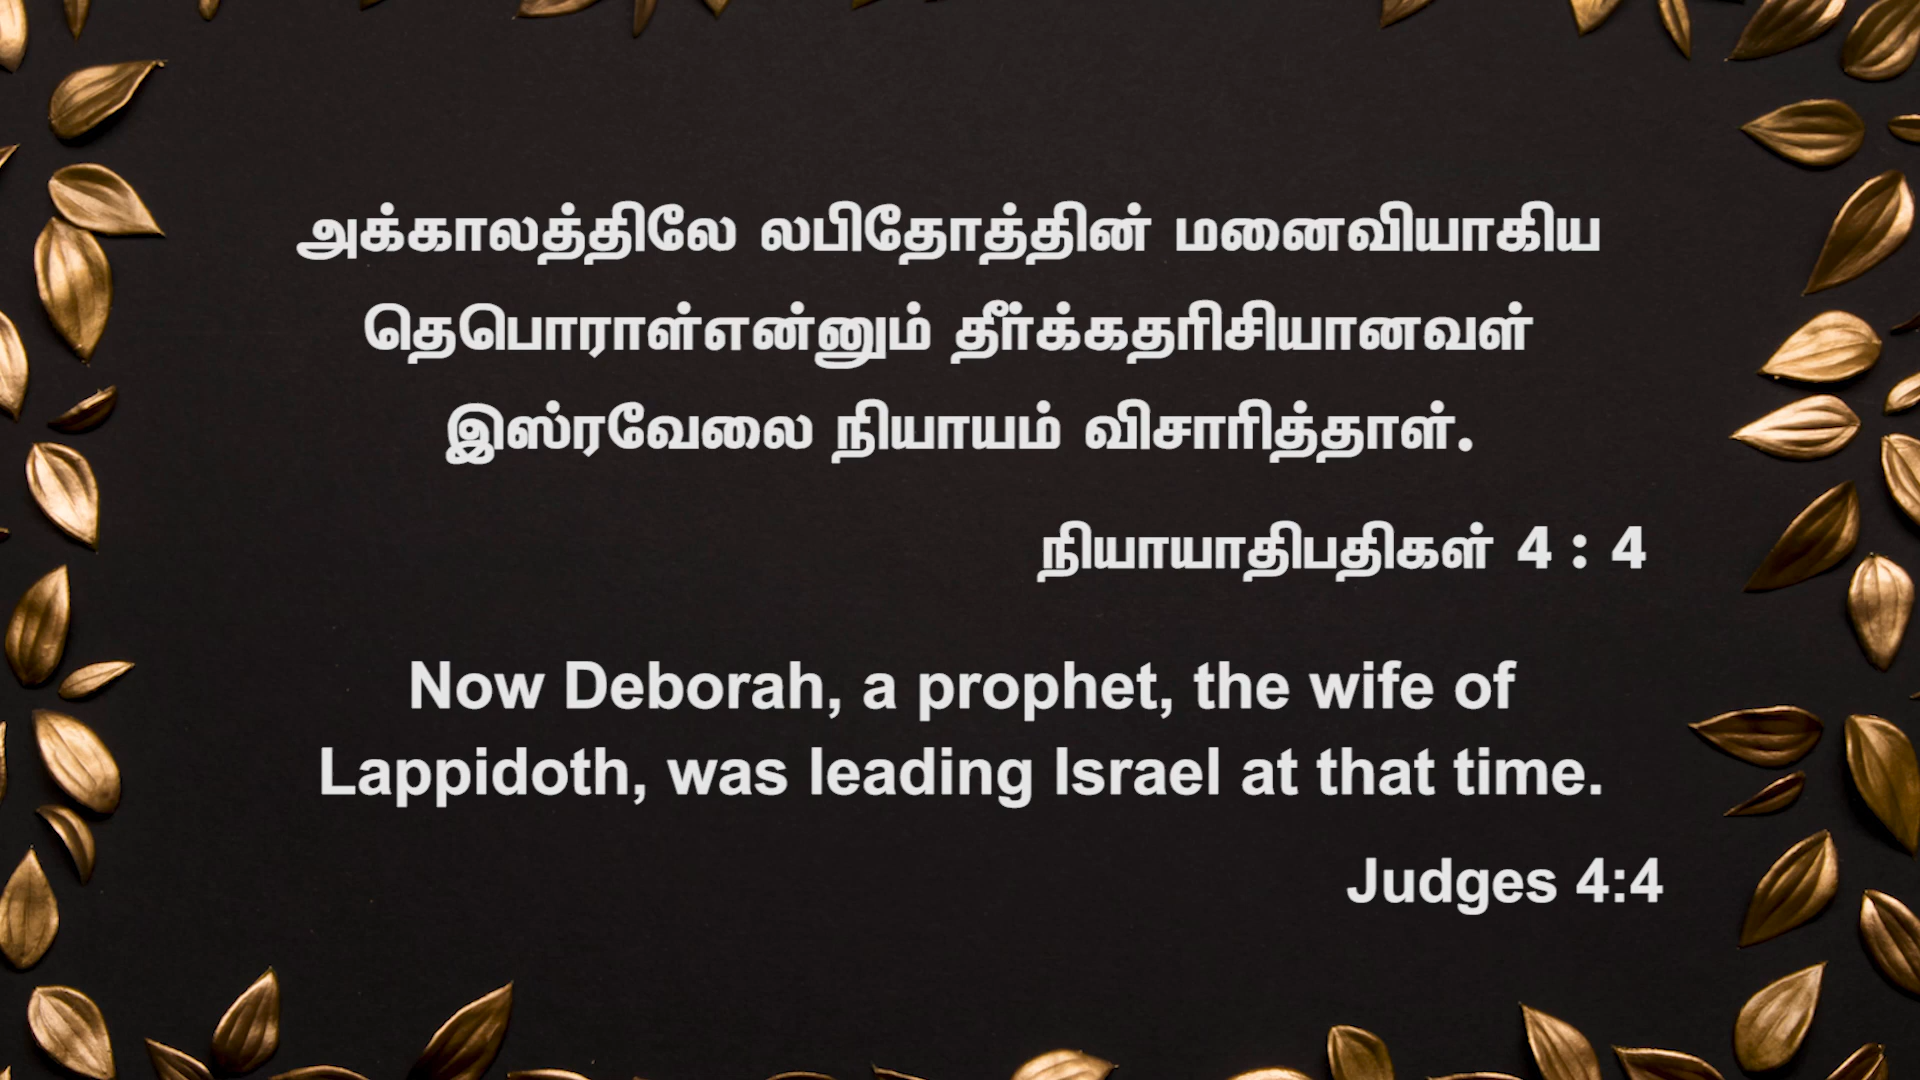 அக்காலத்திலே லபிதோத்தின் மனைவியாகிய
தெபொராள்என்னும் தீர்க்கதரிசியானவள்
இஸ்ரவேலை நியாயம் விசாரித்தாள்.
நியாயாதிபதிகள் 4 : 4
Now Deborah, a prophet, the wife of
Lappidoth, was leading Israel at that time.
Judges 4:4